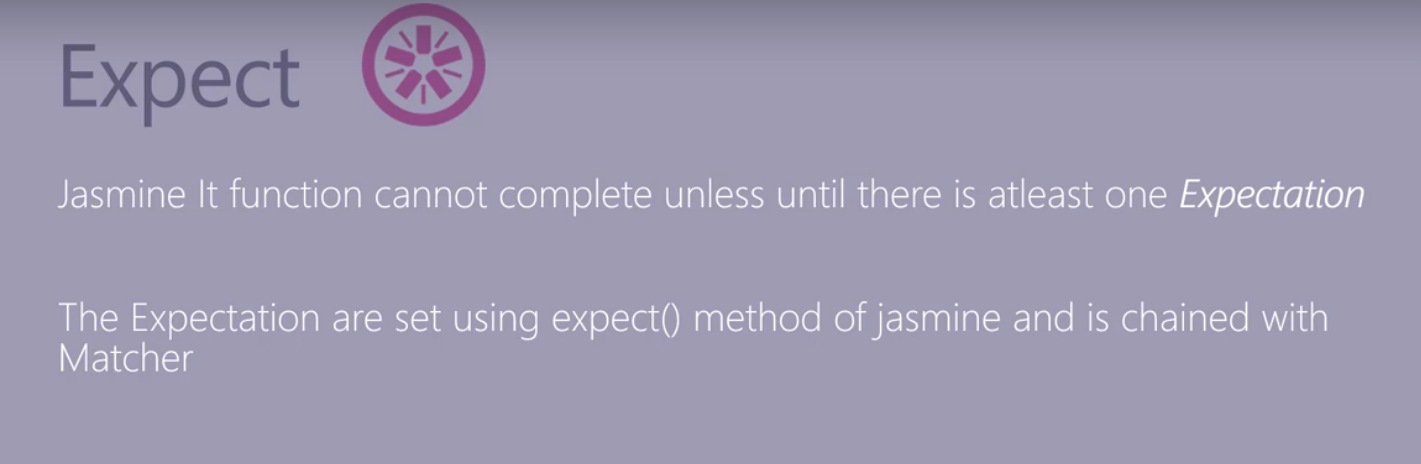 Expect
Jasmine It function cannot complete unless until there is atleast one Expectation
The Expectation are set using expect() method of jasmine and is chained with
Matcher